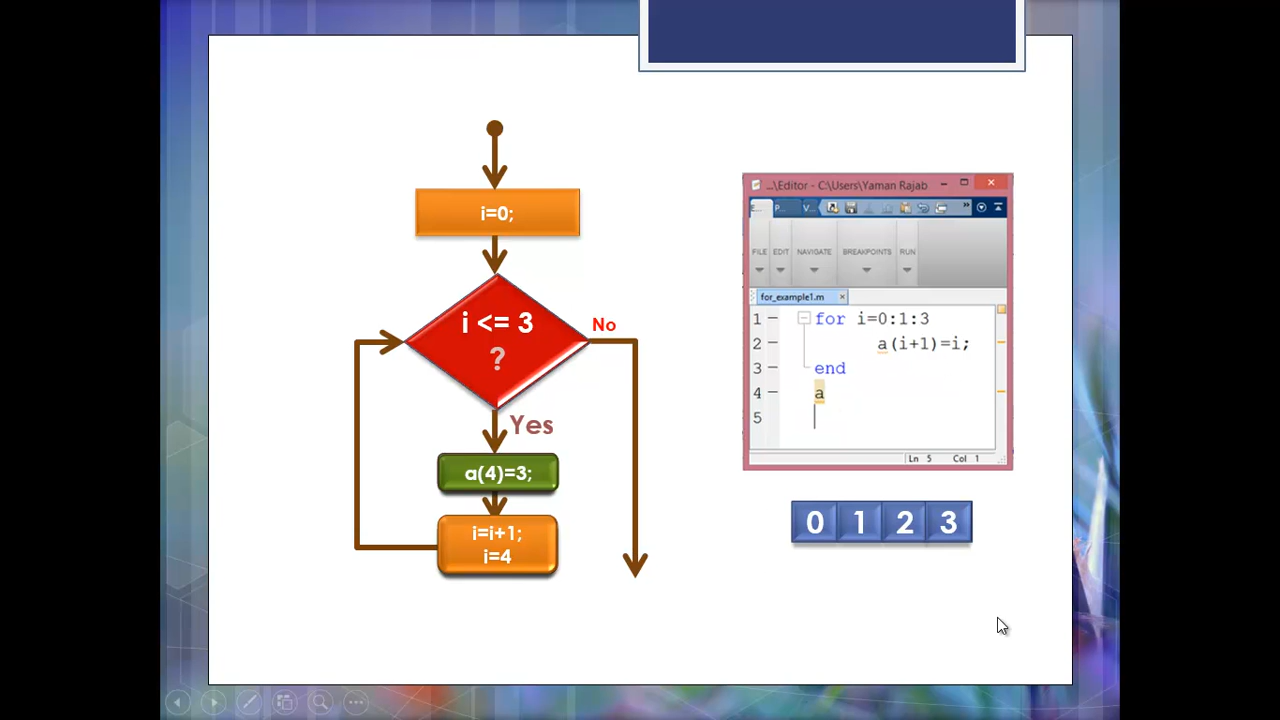 i=0;
i <= 3
?
No
Yes
a(4)=3;
i=i+1;
i=4
...\Editor - C:\Users\Yaman Rajab
E...
P...
V...
FILE EDIT NAVIGATE BREAKPOINTS RUN
for_example1.m
1 for i=0:1:3
2 a(i+1)=i;
3 end
4 a
5
Ln 5 Col 1
0 1 2 3